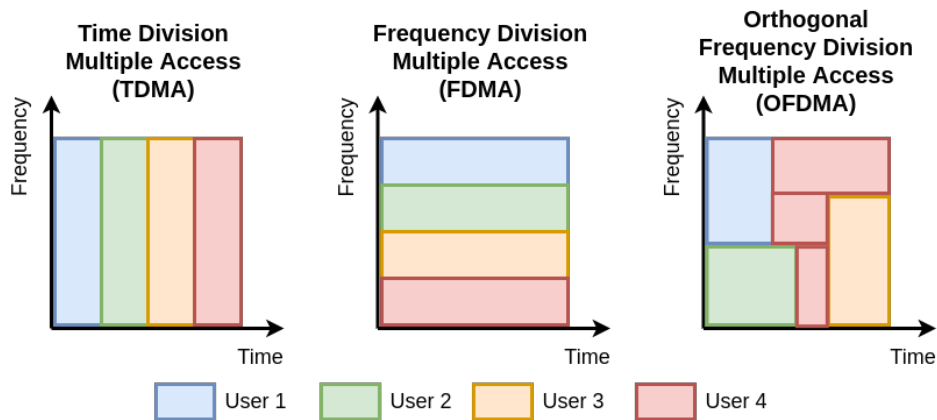 Time Division
Multiple Access
(TDMA)
Frequency
Time
Frequency Division
Multiple Access
(FDMA)
Frequency
Time
Orthogonal
Frequency Division
Multiple Access
(OFDMA)
Frequency
Time
User 1
User 2
User 3
User 4